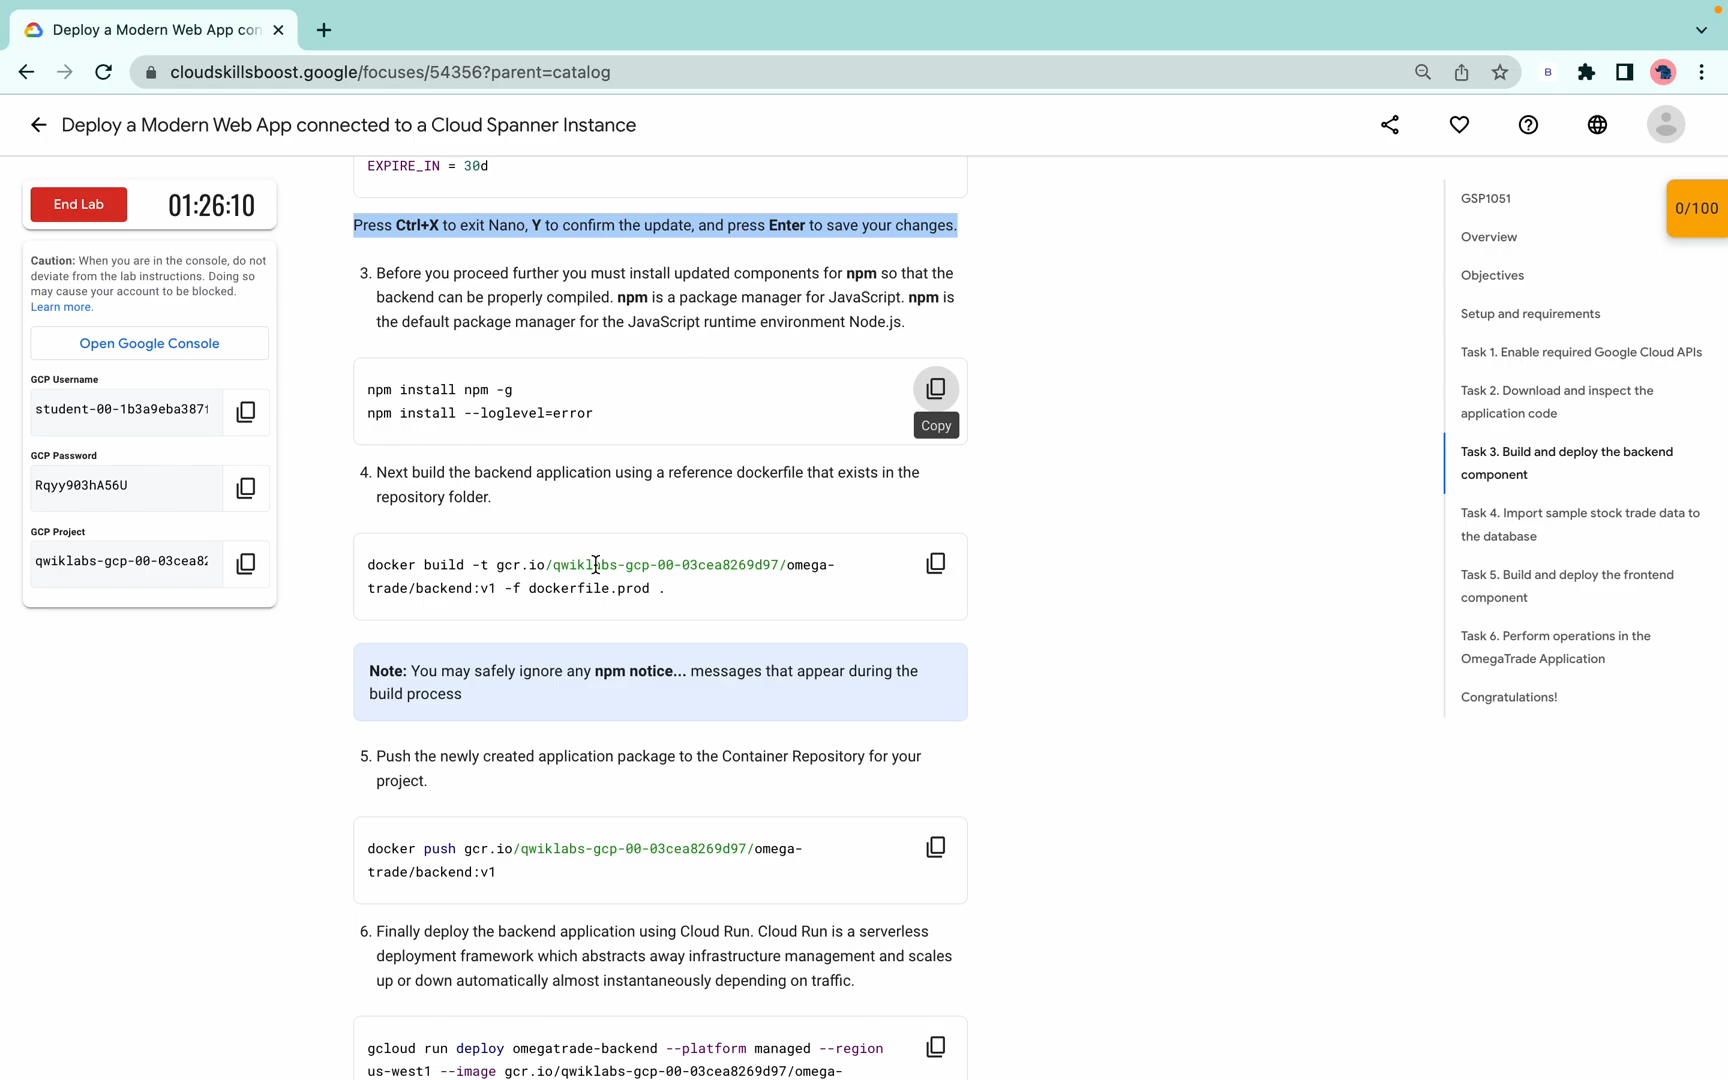 Deploy a Modern Web App con
cloudskillsboost.google/focuses/54356?parent=catalog
B
Deploy a Modern Web App connected to a Cloud Spanner Instance
End Lab
01:26:10
Caution: When you are in the console, do not
deviate from the lab instructions. Doing so
may cause your account to be blocked.
Learn more.
Open Google Console
GCP Username
student-00-1b3a9eba387f
GCP Password
Rqyy903hA56U
GCP Project
qwiklabs-gcp-00-03cea82
EXPIRE_IN = 30d
Press Ctrl+X to exit Nano, Y to confirm the update, and press Enter to save your changes.
3. Before you proceed further you must install updated components for npm so that the
backend can be properly compiled. npm is a package manager for JavaScript. npm is
the default package manager for the JavaScript runtime environment Node.js.
npm install npm -g
npm install --loglevel=error
Copy
4. Next build the backend application using a reference dockerfile that exists in the
repository folder.
docker build -t gcr.io/qwiklabs-gcp-00-03cea8269d97/omega-
trade/backend:v1 -f dockerfile.prod .
Note: You may safely ignore any npm notice... messages that appear during the
build process
5. Push the newly created application package to the Container Repository for your
project.
docker push gcr.io/qwiklabs-gcp-00-03cea8269d97/omega-
trade/backend:v1
6. Finally deploy the backend application using Cloud Run. Cloud Run is a serverless
deployment framework which abstracts away infrastructure management and scales
up or down automatically almost instantaneously depending on traffic.
gcloud run deploy omegatrade-backend --platform managed --region
us-west1 --image gcr.io/qwiklabs-gcp-00-03cea8269d97/omega-
GSP1051
Overview
Objectives
Setup and requirements
Task 1. Enable required Google Cloud APIs
Task 2. Download and inspect the
application code
Task 3. Build and deploy the backend
component
Task 4. Import sample stock trade data to
the database
Task 5. Build and deploy the frontend
component
Task 6. Perform operations in the
OmegaTrade Application
Congratulations!
0/100